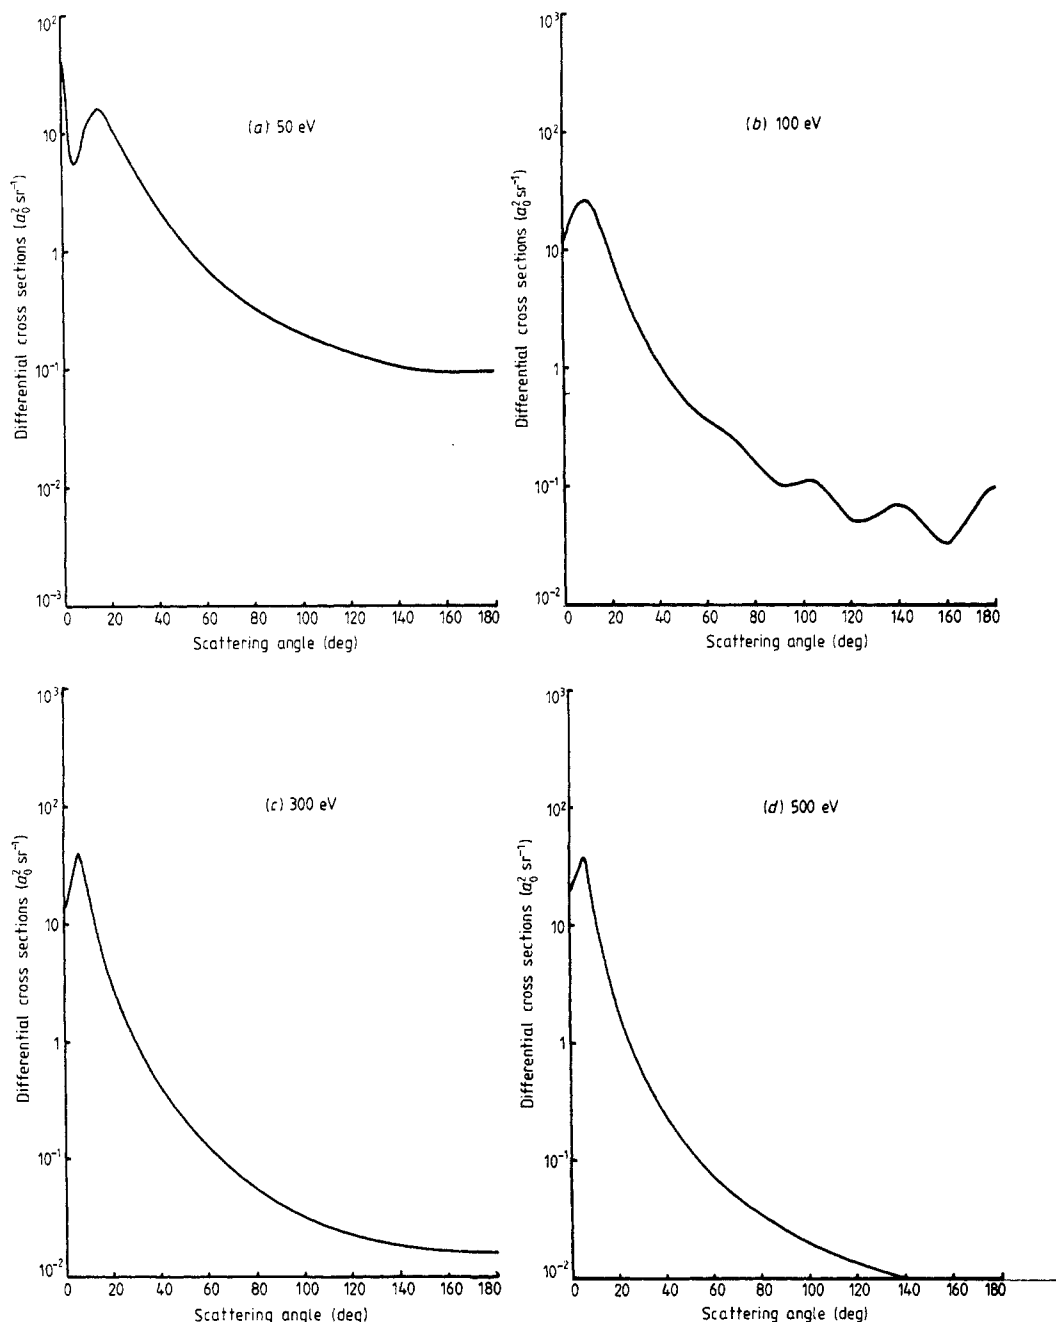 10²
10
1
10⁻¹
10⁻²
10⁻³
Differential cross sections (a₀² sr⁻¹)
(a) 50 eV
0 20 40 60 80 100 120 140 160 180
Scattering angle (deg)
10³
10²
10
1
10⁻¹
10⁻²
Differential cross sections (a₀² sr⁻¹)
(b) 100 eV
0 20 40 60 80 100 120 140 160 180
Scattering angle (deg)
10³
10²
10
1
10⁻¹
10⁻²
Differential cross sections (a₀² sr⁻¹)
(c) 300 eV
0 20 40 60 80 100 120 140 160 180
Scattering angle (deg)
10³
10²
10
1
10⁻¹
10⁻²
Differential cross sections (a₀² sr⁻¹)
(d) 500 eV
0 20 40 60 80 100 120 140 160 180
Scattering angle (deg)